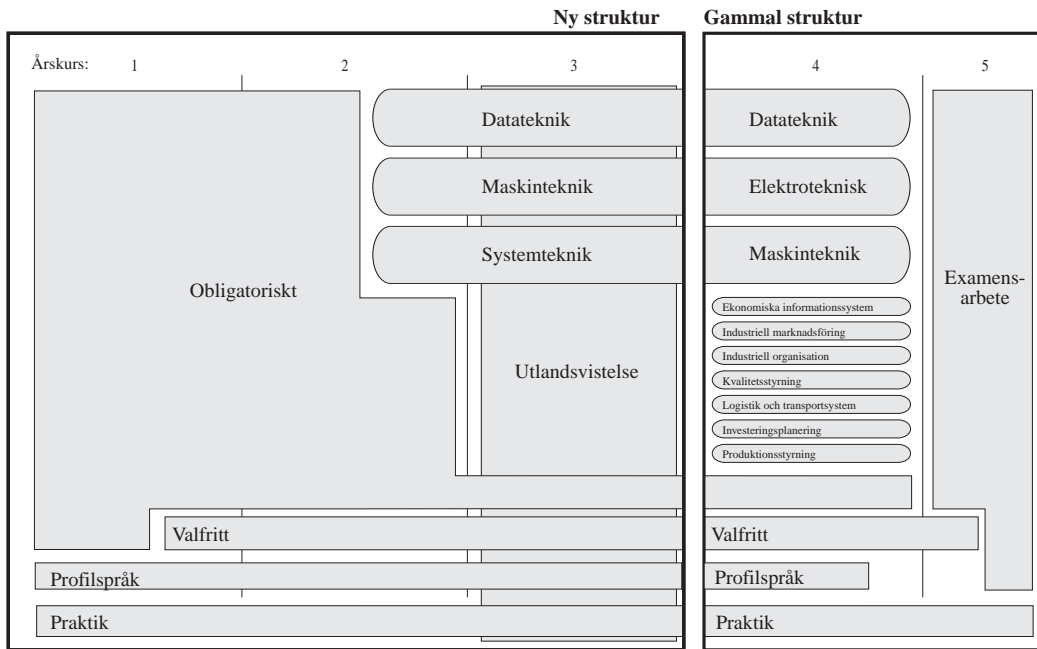 Ny struktur
Gammal struktur
Årskurs: 1 2 3 4 5
Datateknik
Datateknik
Maskinteknik
Elektroteknisk
Systemteknik
Maskinteknik
Obligatoriskt
Utlandsvistelse
Ekonomiska informationssystem
Industriell marknadsföring
Industriell organisation
Kvalitetsstyrning
Logistik och transportsystem
Investeringsplanering
Produktionsstyrning
Examens-
arbete
Valfritt
Valfritt
Profilspråk
Profilspråk
Praktik
Praktik